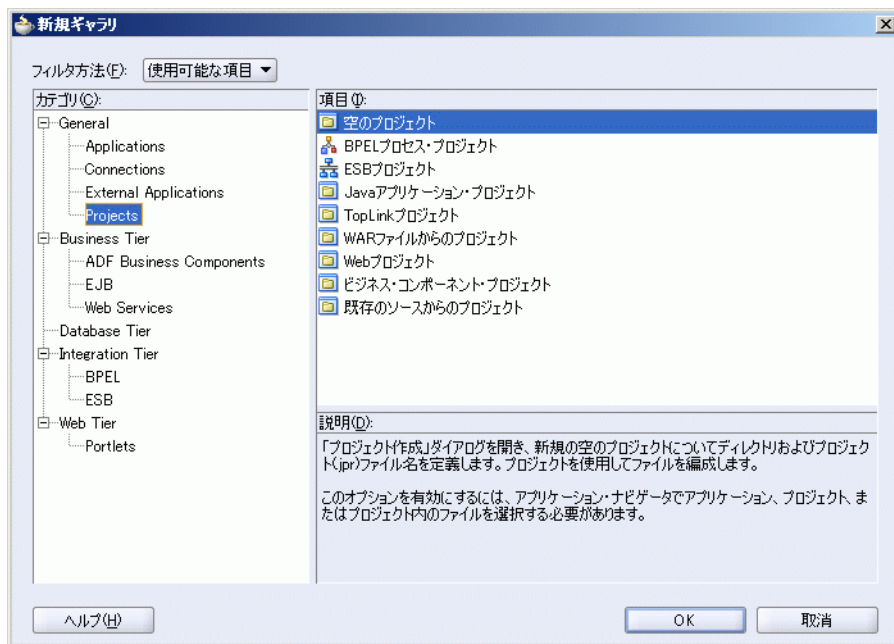 新規ギャラリ
フィルタ方法(F): 使用可能な項目
カテゴリ(C):
General
Applications
Connections
External Applications
Projects
Business Tier
ADF Business Components
EJB
Web Services
Database Tier
Integration Tier
BPEL
ESB
Web Tier
Portlets
項目(I):
空のプロジェクト
BPELプロセス・プロジェクト
ESBプロジェクト
Javaアプリケーション・プロジェクト
TopLinkプロジェクト
WARファイルからのプロジェクト
Webプロジェクト
ビジネス・コンポーネント・プロジェクト
既存のソースからのプロジェクト
説明(D):
「プロジェクト作成」ダイアログを開き、新規の空のプロジェクトについてディレクトリおよびプロジェク
ト(jpr)ファイル名を定義します。プロジェクトを使用してファイルを編成します。
このオプションを有効にするには、アプリケーション・ナビゲータでアプリケーション、プロジェクト、ま
たはプロジェクト内のファイルを選択する必要があります。
ヘルプ(H)
OK
取消